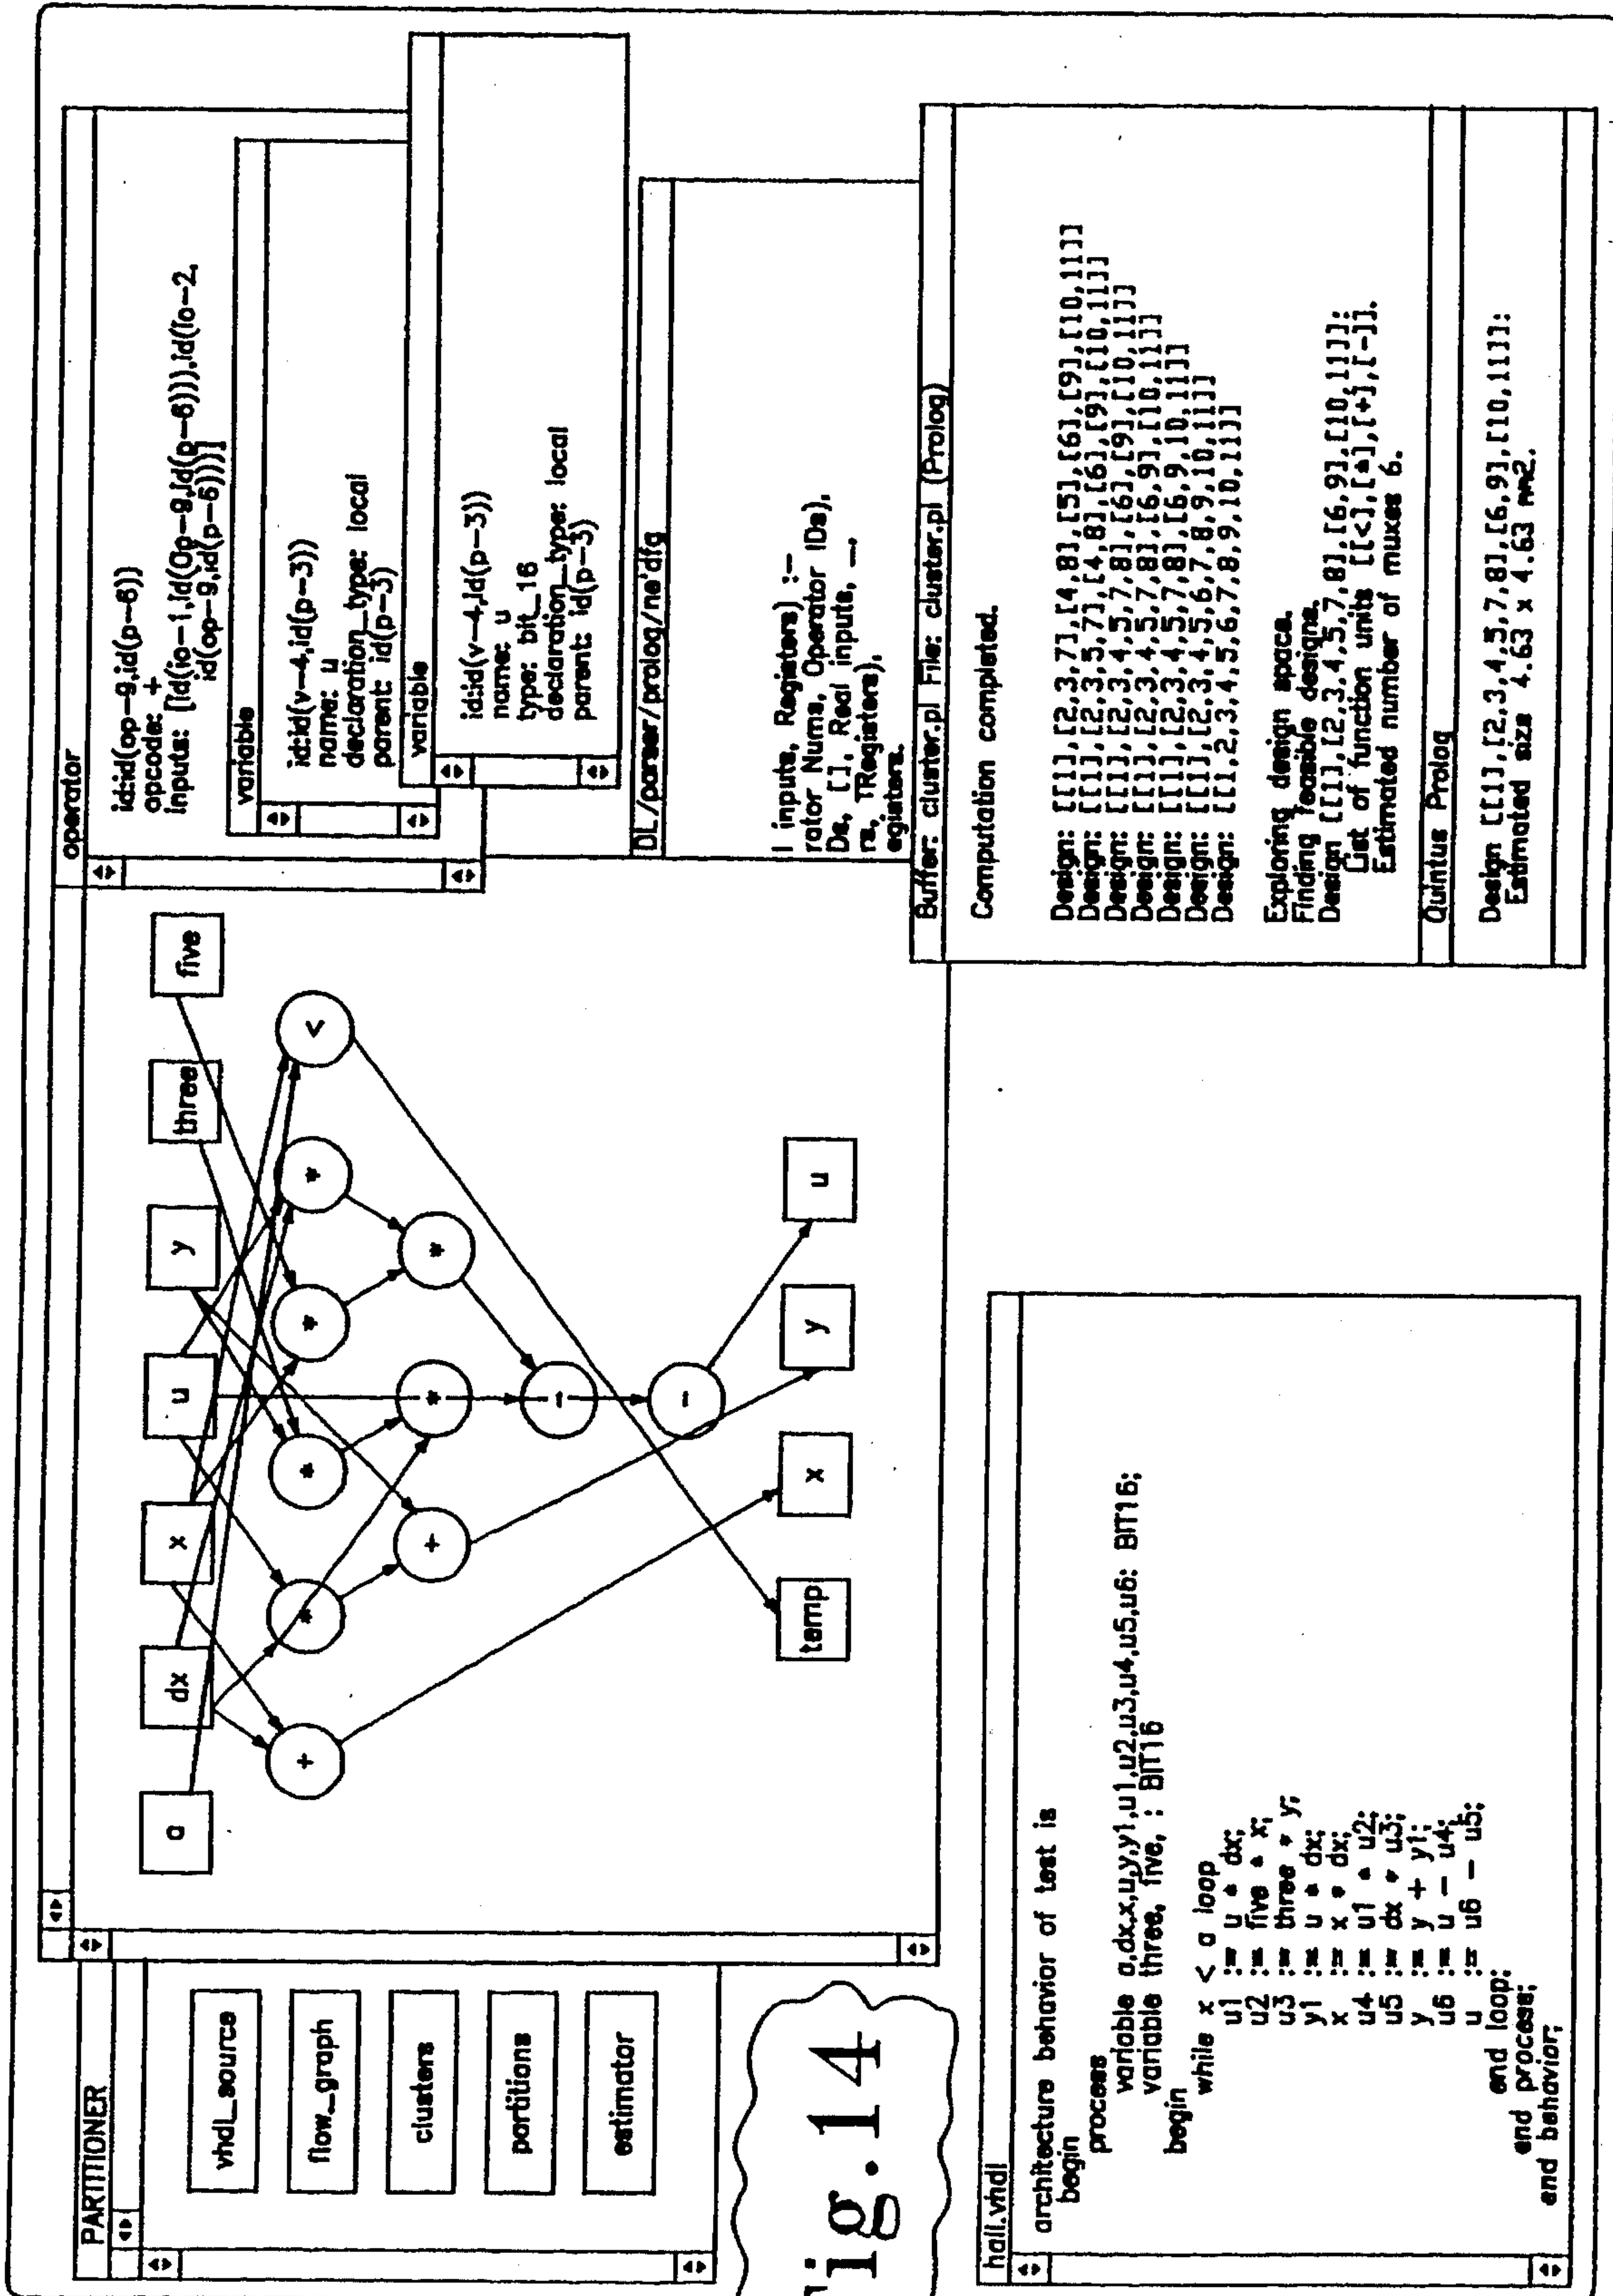 PARTITIONER
vhdl_source
flow_graph
clusters
partitions
estimator
Fig.14
a
dx
x
u
y
three
five
+
*
*
*
*
<
+
*
*
-
-
temp
x
y
u
operator
id:id(op-9,id(p-6))
opcode: +
inputs: [[id(io-1,id(Op-9,id(p-6))),id(io-2,
id(op-9,id(p-6)))]
variable
id:id(v-4,id(p-3))
name: u
declaration_type: local
parent: id(p-3)
variable
id:id(v-4,id(p-3))
name: u
type: bit_16
declaration_type: local
parent: id(p-3)
DL/parser/prolog/ne'dfg
l inputs, Registers) :-
rator Nums, Operator IDs),
IDs, [], Real inputs, _,
rs, TRegisters),
egisters.
Buffer: cluster.pl File: cluster.pl (Prolog)
Computation completed.
Design: [[1],[2,3,7],[4,8],[5],[6],[9],[10,11]]
Design: [[1],[2,3,5,7],[4,8],[6],[9],[10,11]]
Design: [[1],[2,3,4,5,7,8],[6],[9],[10,11]]
Design: [[1],[2,3,4,5,7,8],[6,9],[10,11]]
Design: [[1],[2,3,4,5,7,8],[6,9,10,11]]
Design: [[1],[2,3,4,5,6,7,8,9,10,11]]
Design: [[1,2,3,4,5,6,7,8,9,10,11]]
Exploring design space.
Finding feasible designs.
Design [[1],[2,3,4,5,7,8],[6,9],[10,11]]:
List of function units [[<],[*],[+],[-]].
Estimated number of muxes 6.
Quintus Prolog
Design [[1],[2,3,4,5,7,8],[6,9],[10,11]]:
Estimated size 4.63 x 4.63 mm2.
hall.vhdl
architecture behavior of test is
begin
process
variable a,dx,x,u,y,y1,u1,u2,u3,u4,u5,u6: BIT16;
variable three, five, : BIT16
begin
while x < a loop
u1 := u * dx;
u2 := five * x;
u3 := three * y;
y1 := u * dx;
x := x * dx;
u4 := u1 * u2;
u5 := dx * u3;
y := y + y1;
u6 := u - u4;
u := u6 - u5;
end loop;
end process;
end behavior;